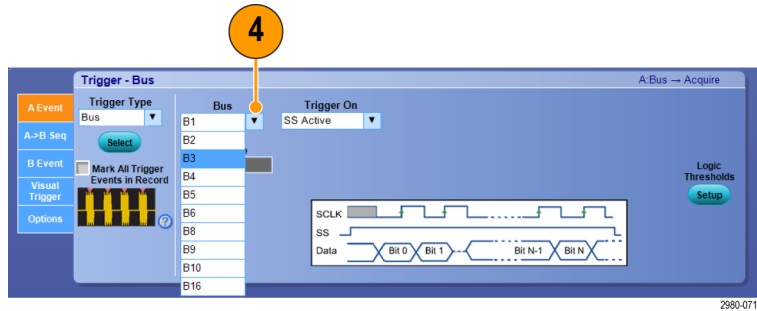 4
Trigger - Bus
A:Bus → Acquire
A Event
A->B Seq
B Event
Visual
Trigger
Options
Trigger Type
Bus
Select
Mark All Trigger
Events in Record
Bus
B1
B2
B3
B4
B5
B6
B8
B9
B10
B16
Trigger On
SS Active
SCLK
SS
Data
Bit 0
Bit 1
Bit N-1
Bit N
Logic
Thresholds
Setup
2980-071